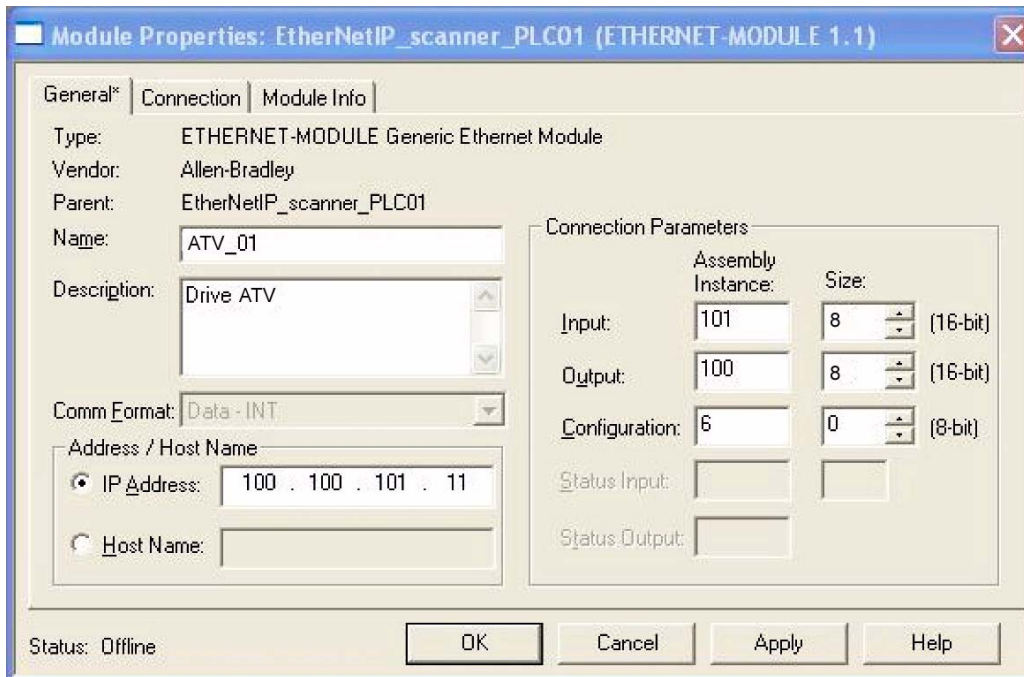 Module Properties: EtherNetIP_scanner_PLC01 (ETHERNET-MODULE 1.1)
General* Connection Module Info
Type: ETHERNET-MODULE Generic Ethernet Module
Vendor: Allen-Bradley
Parent: EtherNetIP_scanner_PLC01
Name: ATV_01
Description: Drive ATV
Comm Format: Data - INT
Address / Host Name
IP Address: 100 . 100 . 101 . 11
Host Name:
Connection Parameters
Assembly
Instance: Size:
Input: 101 8 (16-bit)
Output: 100 8 (16-bit)
Configuration: 6 0 (8-bit)
Status Input:
Status Output:
Status: Offline OK Cancel Apply Help